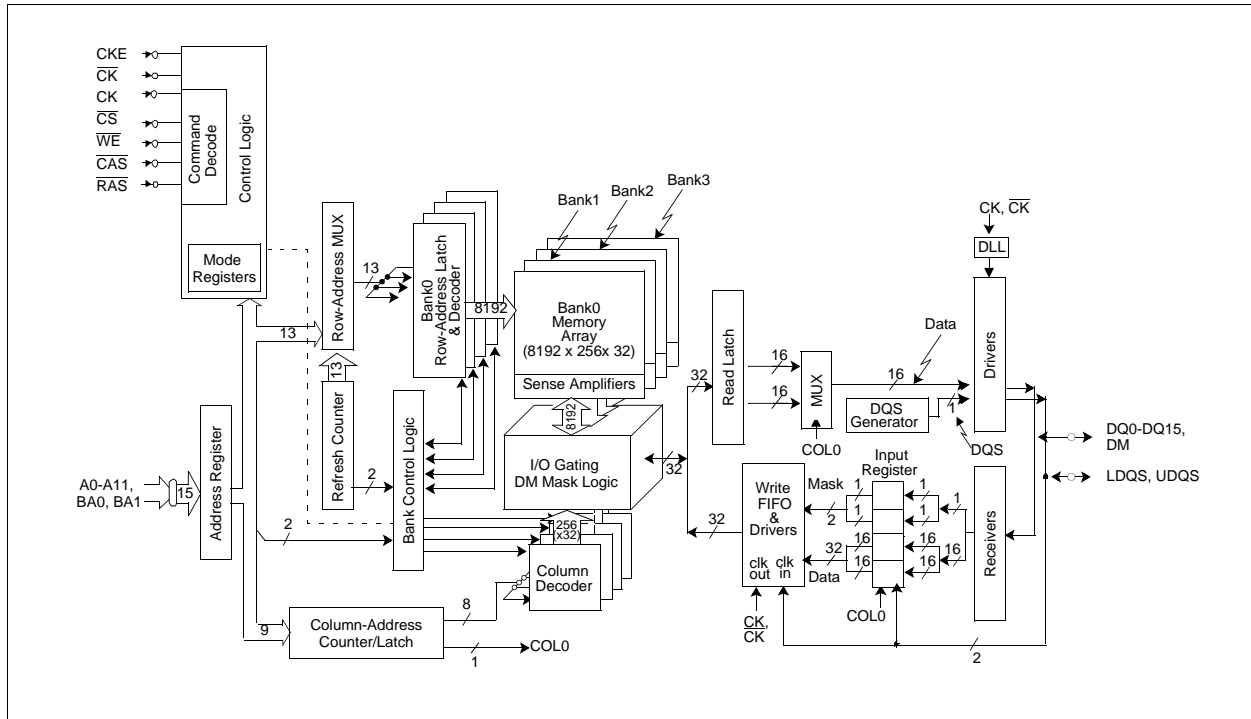 CKE
CK
CK
CS
WE
CAS
RAS
Command
Decode
Control Logic
Mode
Registers
Row-Address MUX
13
13
13
Refresh Counter
2
Bank0
Row-Address Latch
& Decoder
8192
Bank1
Bank2
Bank3
Bank0
Memory
Array
(8192 x 256x 32)
Sense Amplifiers
8192
I/O Gating
DM Mask Logic
32
Bank Control Logic
256
(x32)
Column
Decoder
A0-A11,
BA0, BA1
15
Address Register
2
9
Column-Address
Counter/Latch
8
1
COL0
32
Read Latch
16
16
MUX
COL0
16
Data
DQS
Generator
1
DQS
CK, CK
DLL
Drivers
DQ0-DQ15,
DM
LDQS, UDQS
Input
Register
Write
FIFO
&
Drivers
clk
out
clk
in
32
Mask
2
1
1
1
1
1
32
Data
16
16
16
16
16
Receivers
COL0
CK,
CK
2